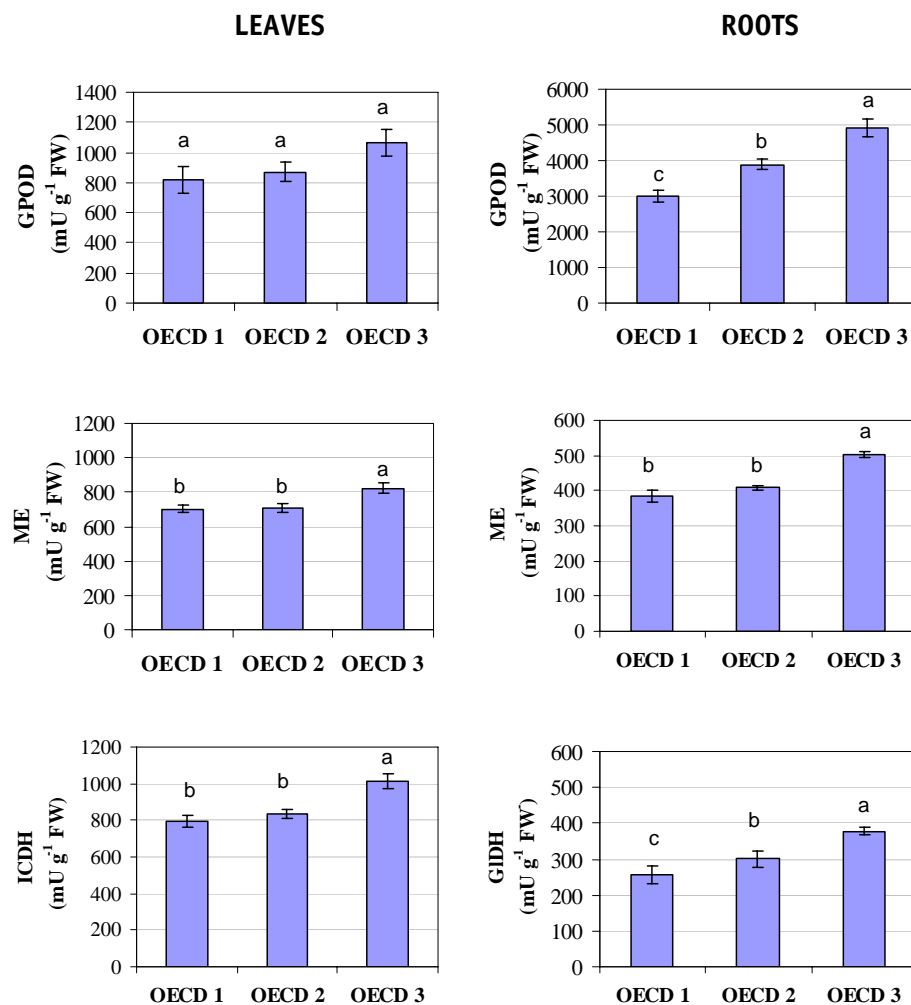 LEAVES
ROOTS
GPOD
(mU g⁻¹ FW)
1400
1200
1000
800
600
400
200
0
a
a
a
OECD 1 OECD 2 OECD 3
GPOD
(mU g⁻¹ FW)
6000
5000
4000
3000
2000
1000
0
c
b
a
OECD 1 OECD 2 OECD 3
ME
(mU g⁻¹ FW)
1200
1000
800
600
400
200
0
b
b
a
OECD 1 OECD 2 OECD 3
ME
(mU g⁻¹ FW)
600
500
400
300
200
100
0
b
b
a
OECD 1 OECD 2 OECD 3
ICDH
(mU g⁻¹ FW)
1200
1000
800
600
400
200
0
b
b
a
OECD 1 OECD 2 OECD 3
GlDH
(mU g⁻¹ FW)
600
500
400
300
200
100
0
c
b
a
OECD 1 OECD 2 OECD 3